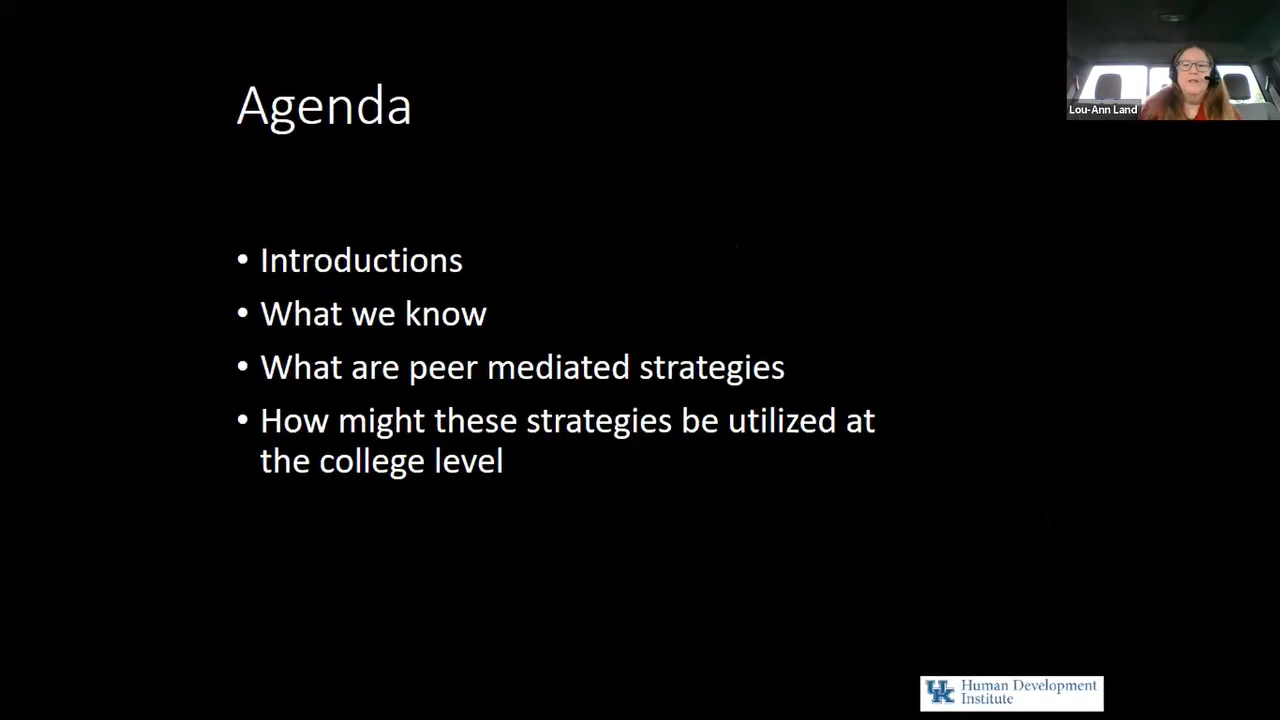 Agenda
Lou-Ann Land
• Introductions
• What we know
• What are peer mediated strategies
• How might these strategies be utilized at
the college level
UK Human Development
Institute